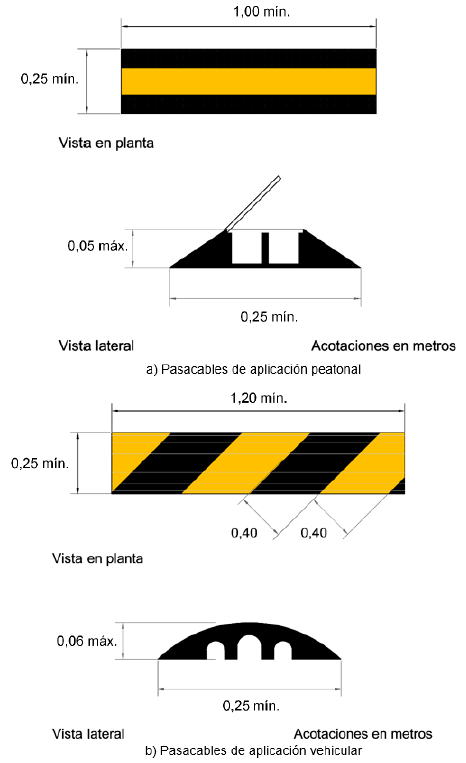 1,00 mín.
0,25 mín.
Vista en planta
0,05 máx.
0,25 mín.
Vista lateral Acotaciones en metros
a) Pasacables de aplicación peatonal
1,20 mín.
0,25 mín.
0,40 0,40
Vista en planta
0,06 máx.
0,25 mín.
Vista lateral Acotaciones en metros
b) Pasacables de aplicación vehicular